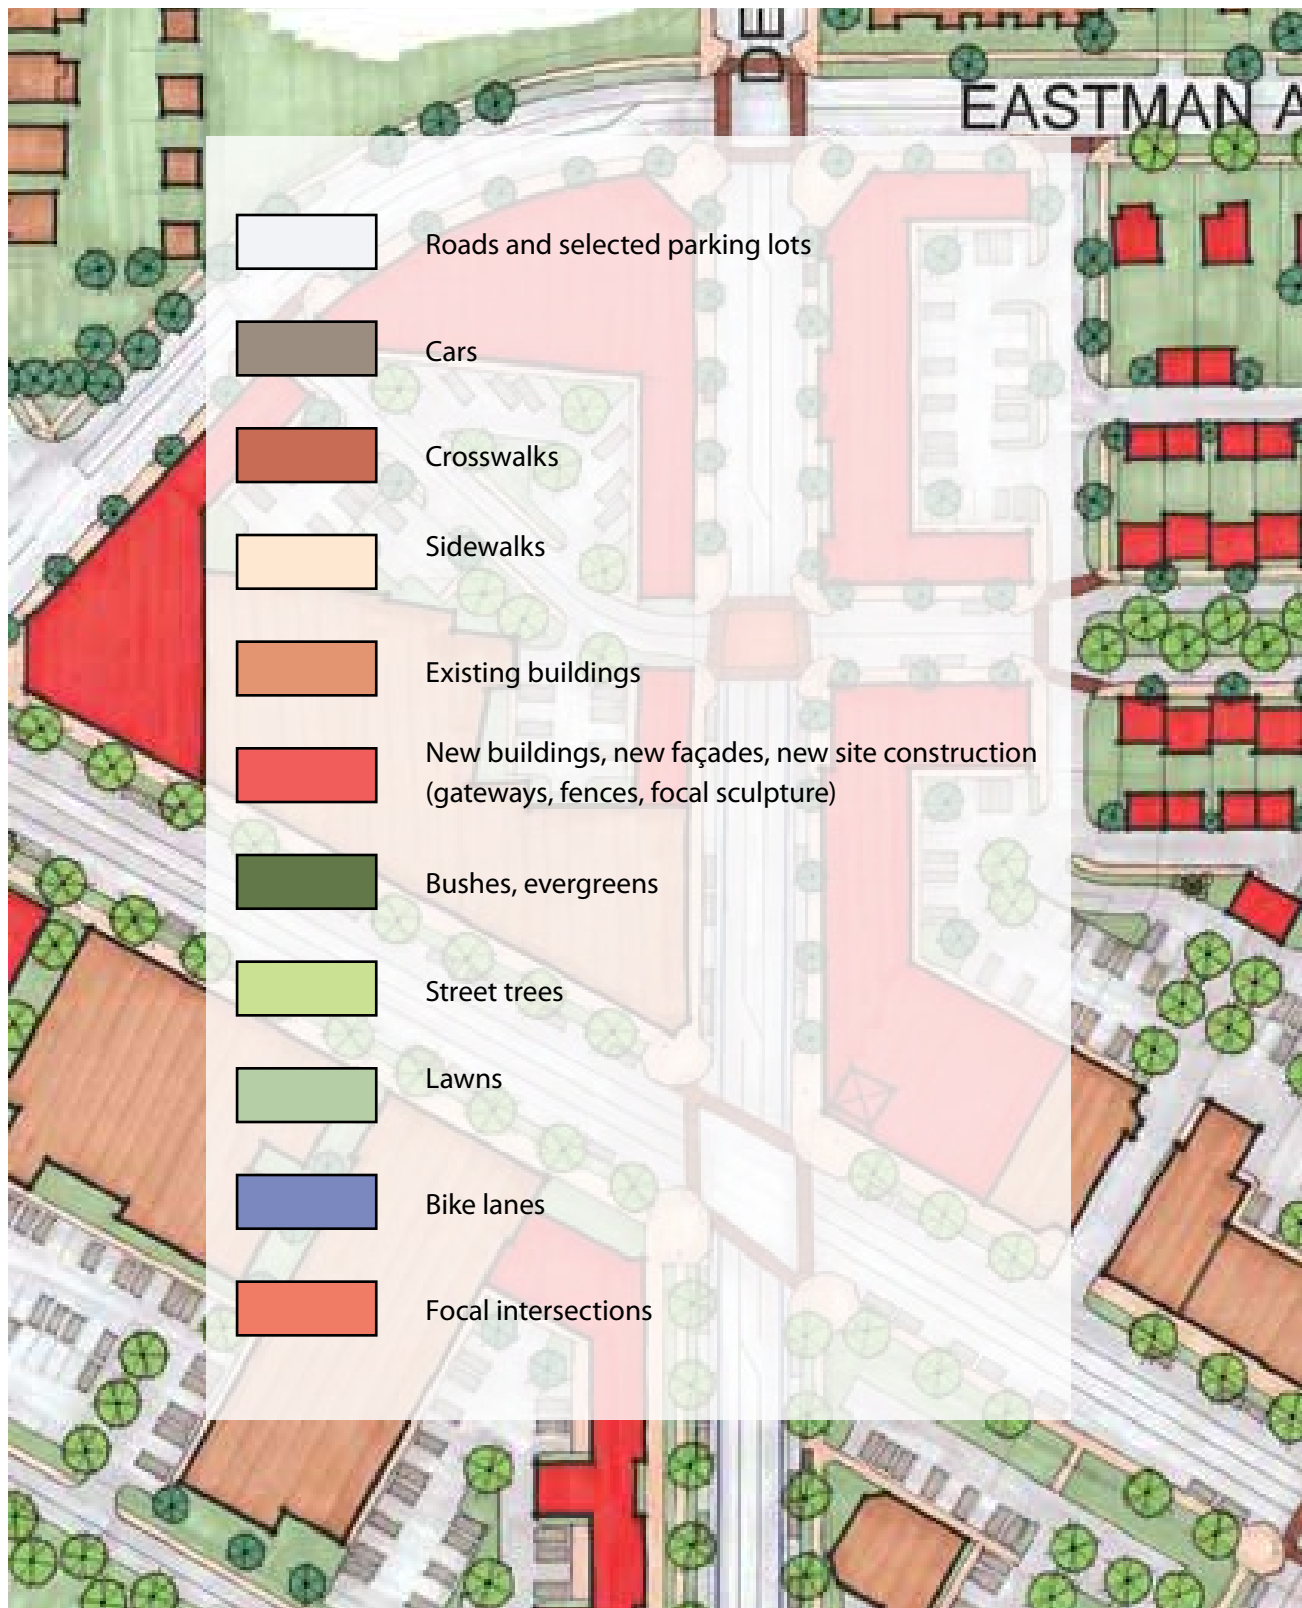 DE
EASTMAN A
Roads and selected parking lots
Cars
Crosswalks
Sidewalks
Existing buildings
New buildings, new façades, new site construction
(gateways, fences, focal sculpture)
Bushes, evergreens
Street trees
Lawns
Bike lanes
Focal intersections